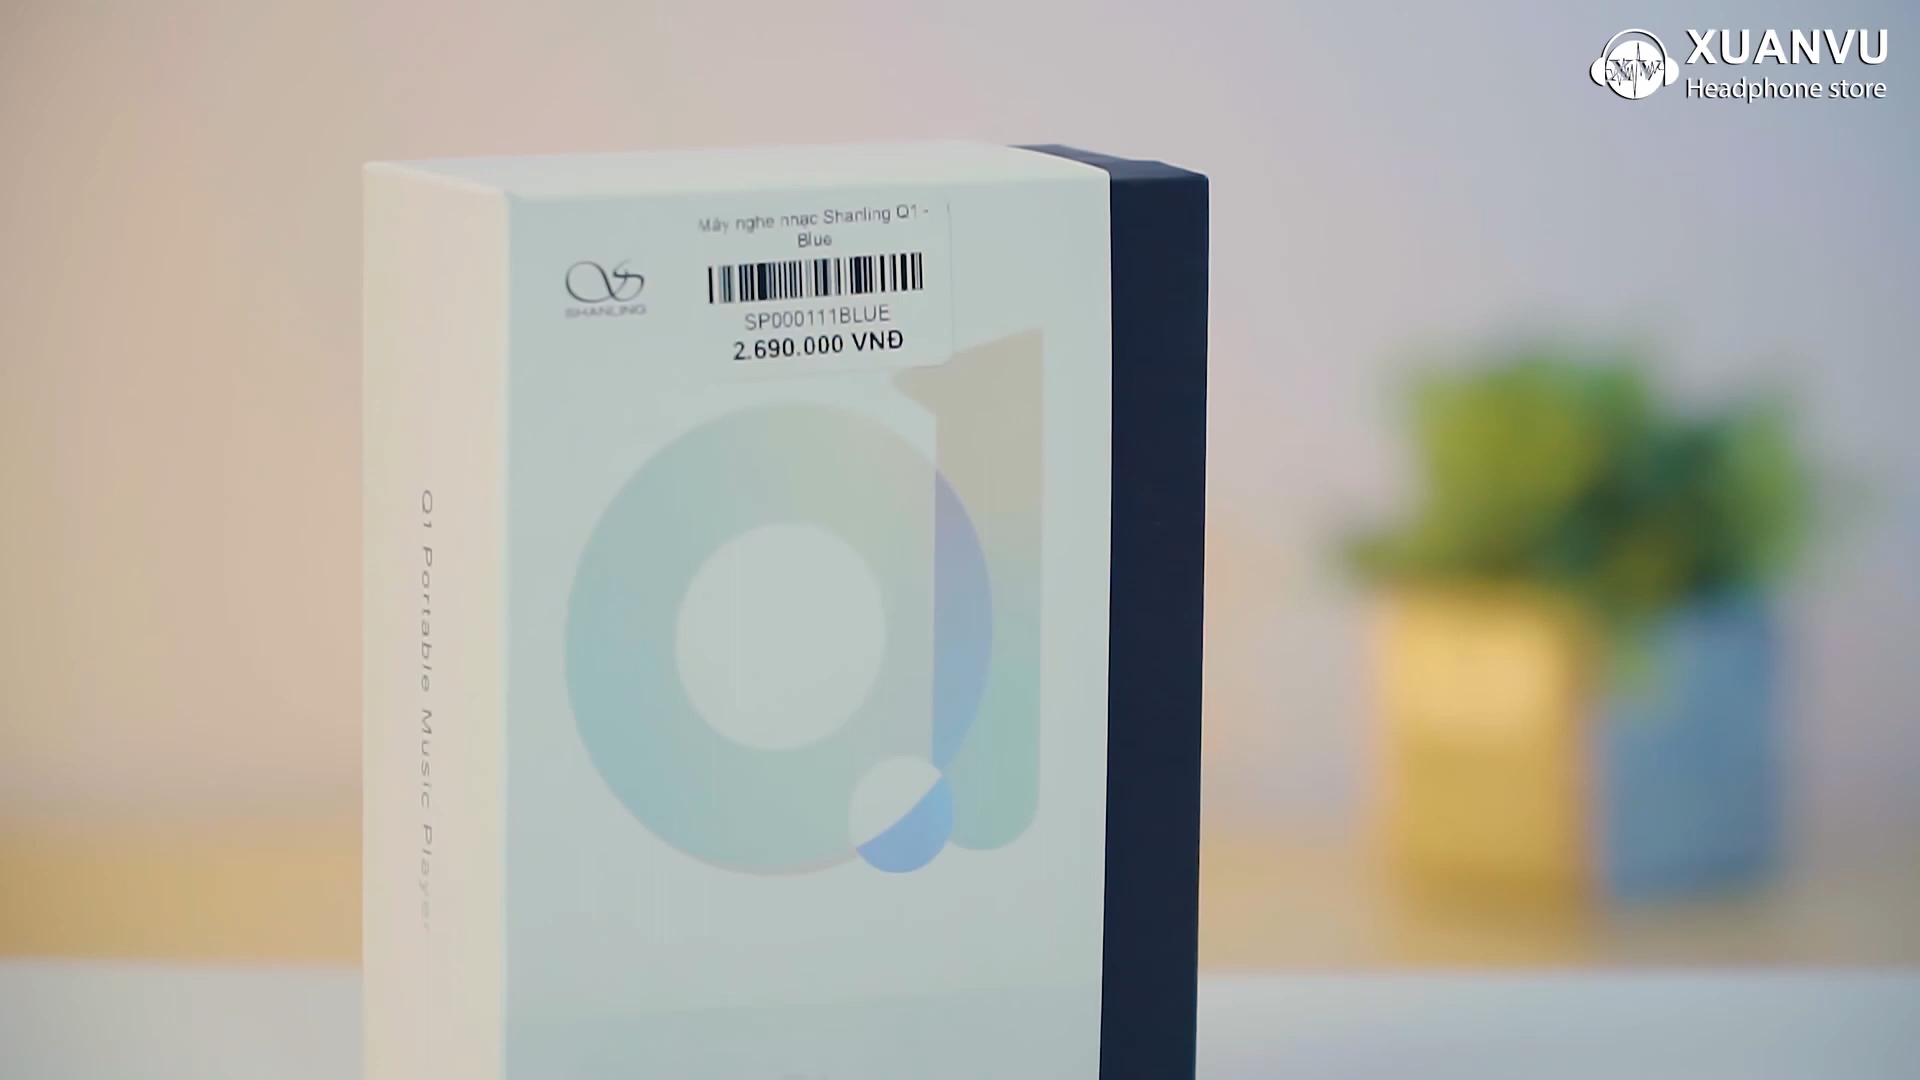 XUANVU
Headphone store
Máy nghe nhạc Shanling Q1 -
Blue
SHANLING
SP000111BLUE
2.690.000 VNĐ
Q1 Portable Music Player